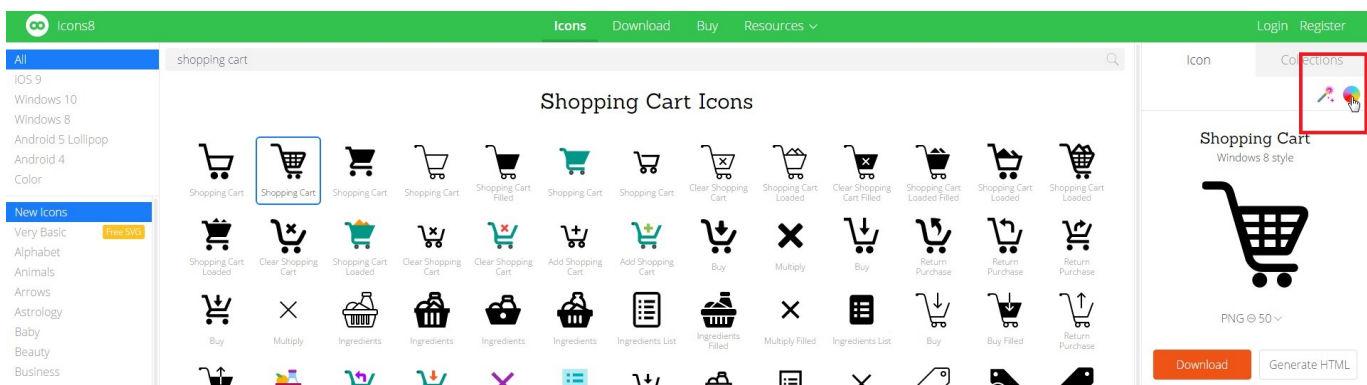 Icons8 Icons Download Buy Resources Login Register
All
iOS 9
Windows 10
Windows 8
Android 5 Lollipop
Android 4
Color
New Icons
Very Basic Free SVG
Alphabet
Animals
Arrows
Astrology
Baby
Beauty
Business
shopping cart
Shopping Cart Icons
Shopping Cart
Shopping Cart
Shopping Cart
Shopping Cart
Shopping Cart
Filled
Shopping Cart
Shopping Cart
Clear Shopping
Cart
Shopping Cart
Loaded
Clear Shopping
Cart Filled
Shopping Cart
Loaded Filled
Shopping Cart
Loaded
Shopping Cart
Loaded
Shopping Cart
Loaded
Clear Shopping
Cart
Shopping Cart
Loaded
Clear Shopping
Cart
Clear Shopping
Cart
Add Shopping
Cart
Add Shopping
Cart
Buy
Multiply
Buy
Return
Purchase
Return
Purchase
Return
Purchase
Buy
Multiply
Ingredients
Ingredients
Ingredients
Ingredients
Ingredients List
Ingredients
Filled
Multiply Filled
Ingredients List
Buy
Buy Filled
Return
Purchase
Icon Collections
Shopping Cart
Windows 8 style
PNG 50
Download Generate HTML